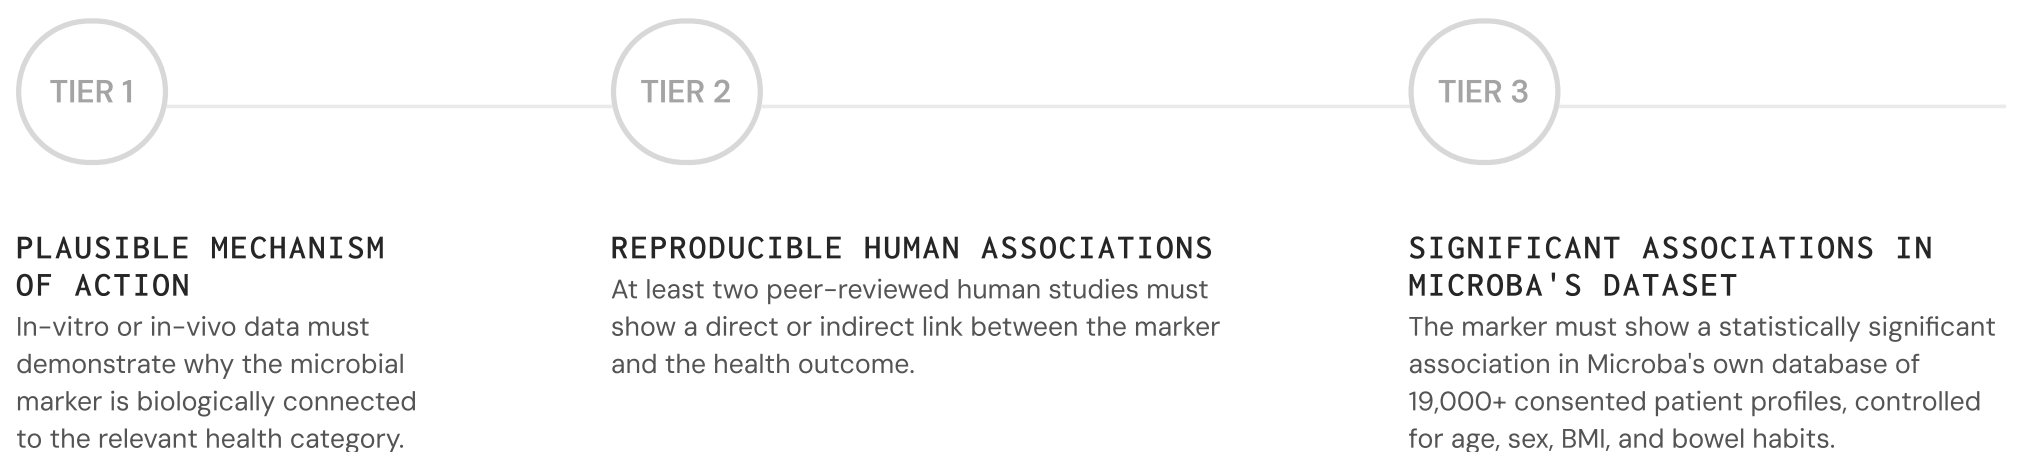 TIER 1
TIER 2
TIER 3
PLAUSIBLE MECHANISM
OF ACTION
In-vitro or in-vivo data must
demonstrate why the microbial
marker is biologically connected
to the relevant health category.
REPRODUCIBLE HUMAN ASSOCIATIONS
At least two peer-reviewed human studies must
show a direct or indirect link between the marker
and the health outcome.
SIGNIFICANT ASSOCIATIONS IN
MICROBA'S DATASET
The marker must show a statistically significant
association in Microba's own database of
19,000+ consented patient profiles, controlled
for age, sex, BMI, and bowel habits.